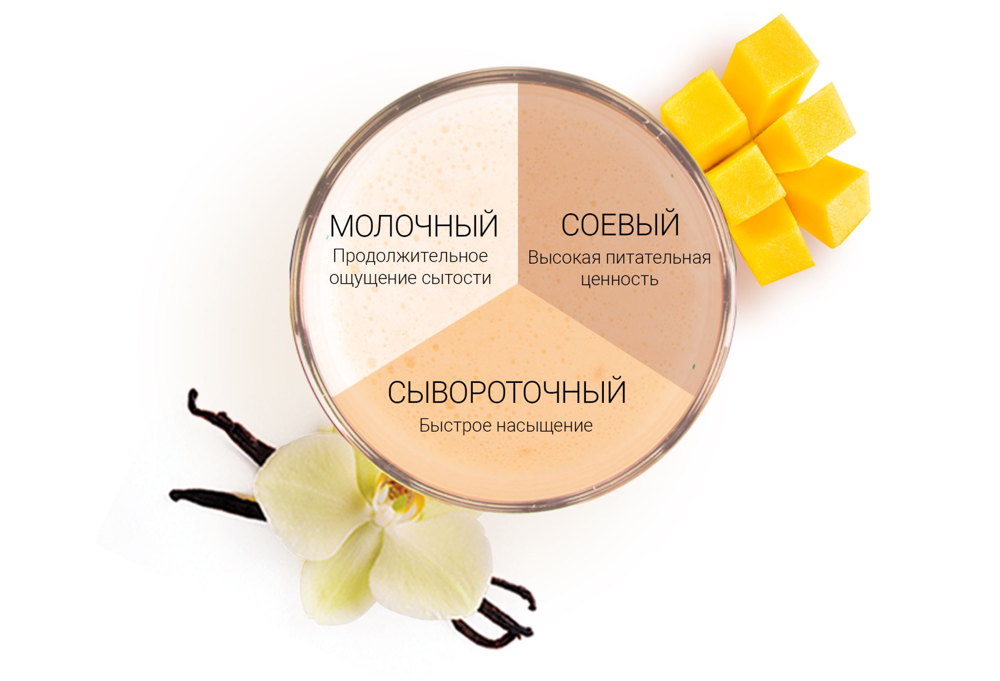 МОЛОЧНЫЙ
Продолжительное
ощущение сытости
СОЕВЫЙ
Высокая питательная
ценность
СЫВОРОТОЧНЫЙ
Быстрое насыщение